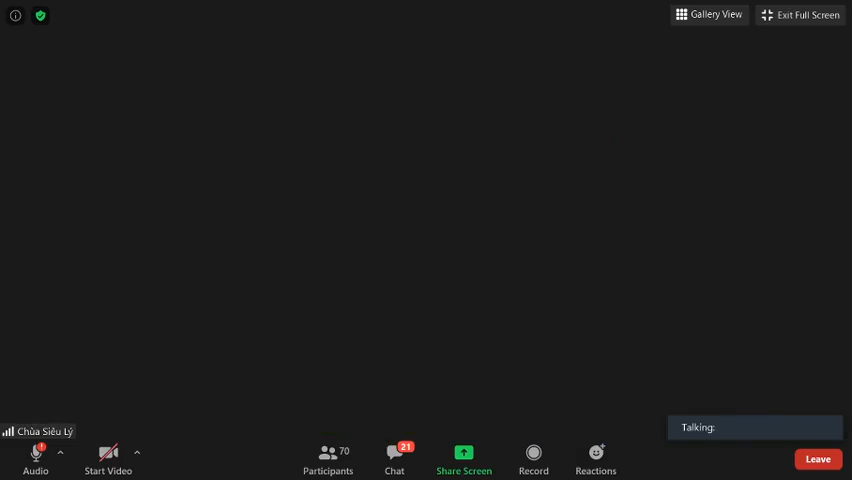 Gallery View
Exit Full Screen
Chùa Siêu Lý
Talking:
Audio
Start Video
70
Participants
21
Chat
Share Screen
Record
Reactions
Leave